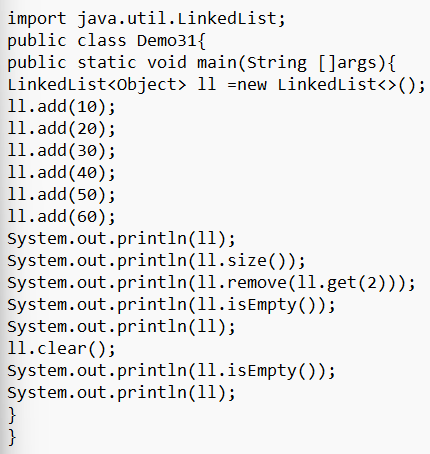 import java.util.LinkedList;
public class Demo31{
public static void main(String []args){
LinkedList<Object> ll =new LinkedList<>();
ll.add(10);
ll.add(20);
ll.add(30);
ll.add(40);
ll.add(50);
ll.add(60);
System.out.println(ll);
System.out.println(ll.size());
System.out.println(ll.remove(ll.get(2)));
System.out.println(ll.isEmpty());
System.out.println(ll);
ll.clear();
System.out.println(ll.isEmpty());
System.out.println(ll);
}
}